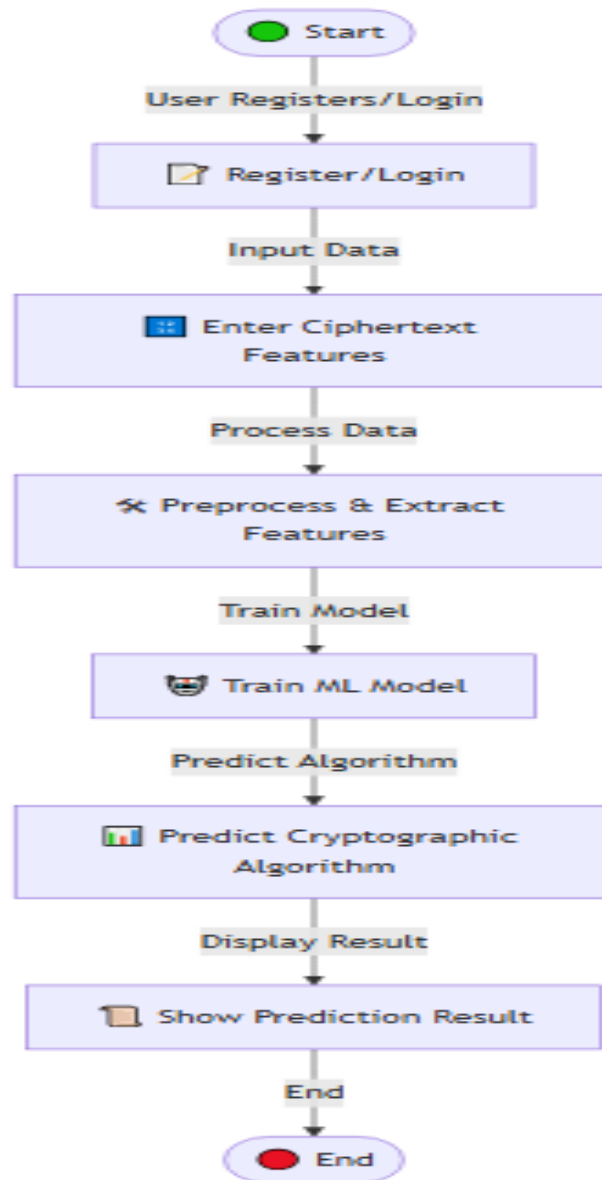 Start
User Registers/Login
Register/Login
Input Data
Enter Ciphertext
Features
Process Data
Preprocess & Extract
Features
Train Model
Train ML Model
Predict Algorithm
Predict Cryptographic
Algorithm
Display Result
Show Prediction Result
End
End